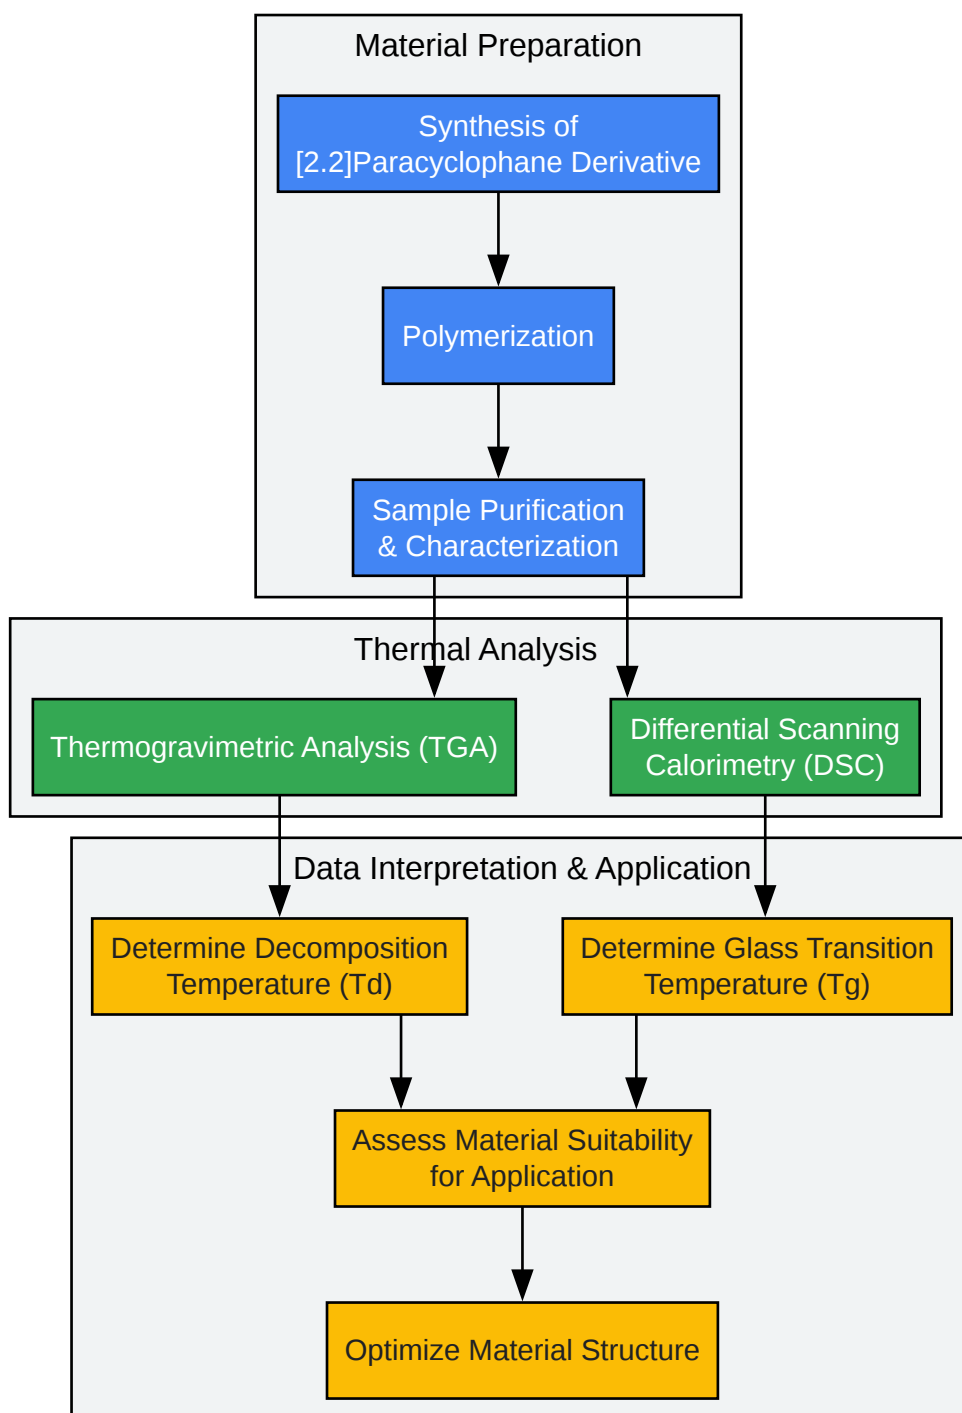 Material Preparation
Synthesis of
[2.2]Paracyclophane Derivative
Polymerization
Sample Purification
& Characterization
Thermal Analysis
Thermogravimetric Analysis (TGA)
Differential Scanning
Calorimetry (DSC)
Data Interpretation & Application
Determine Decomposition
Temperature (Td)
Determine Glass Transition
Temperature (Tg)
Assess Material Suitability
for Application
Optimize Material Structure